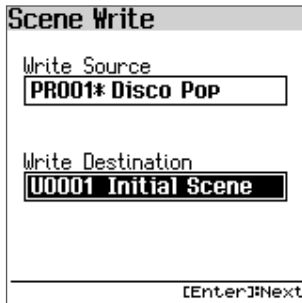 Scene Write
Write Source
PR001* Disco Pop
Write Destination
U0001 Initial Scene
[Enter]:Next